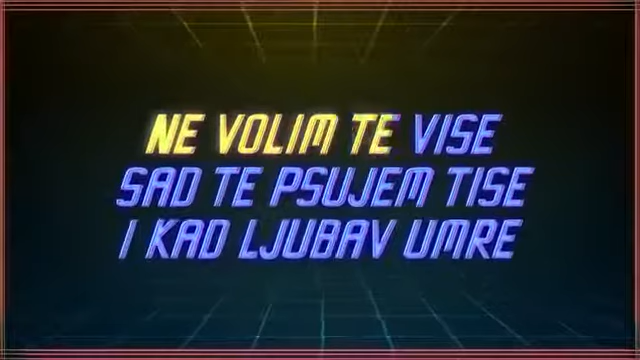 NE VOLIM TE VISE
SAD TE PSUJEM TISE
I KAD LJUBAV UMRE